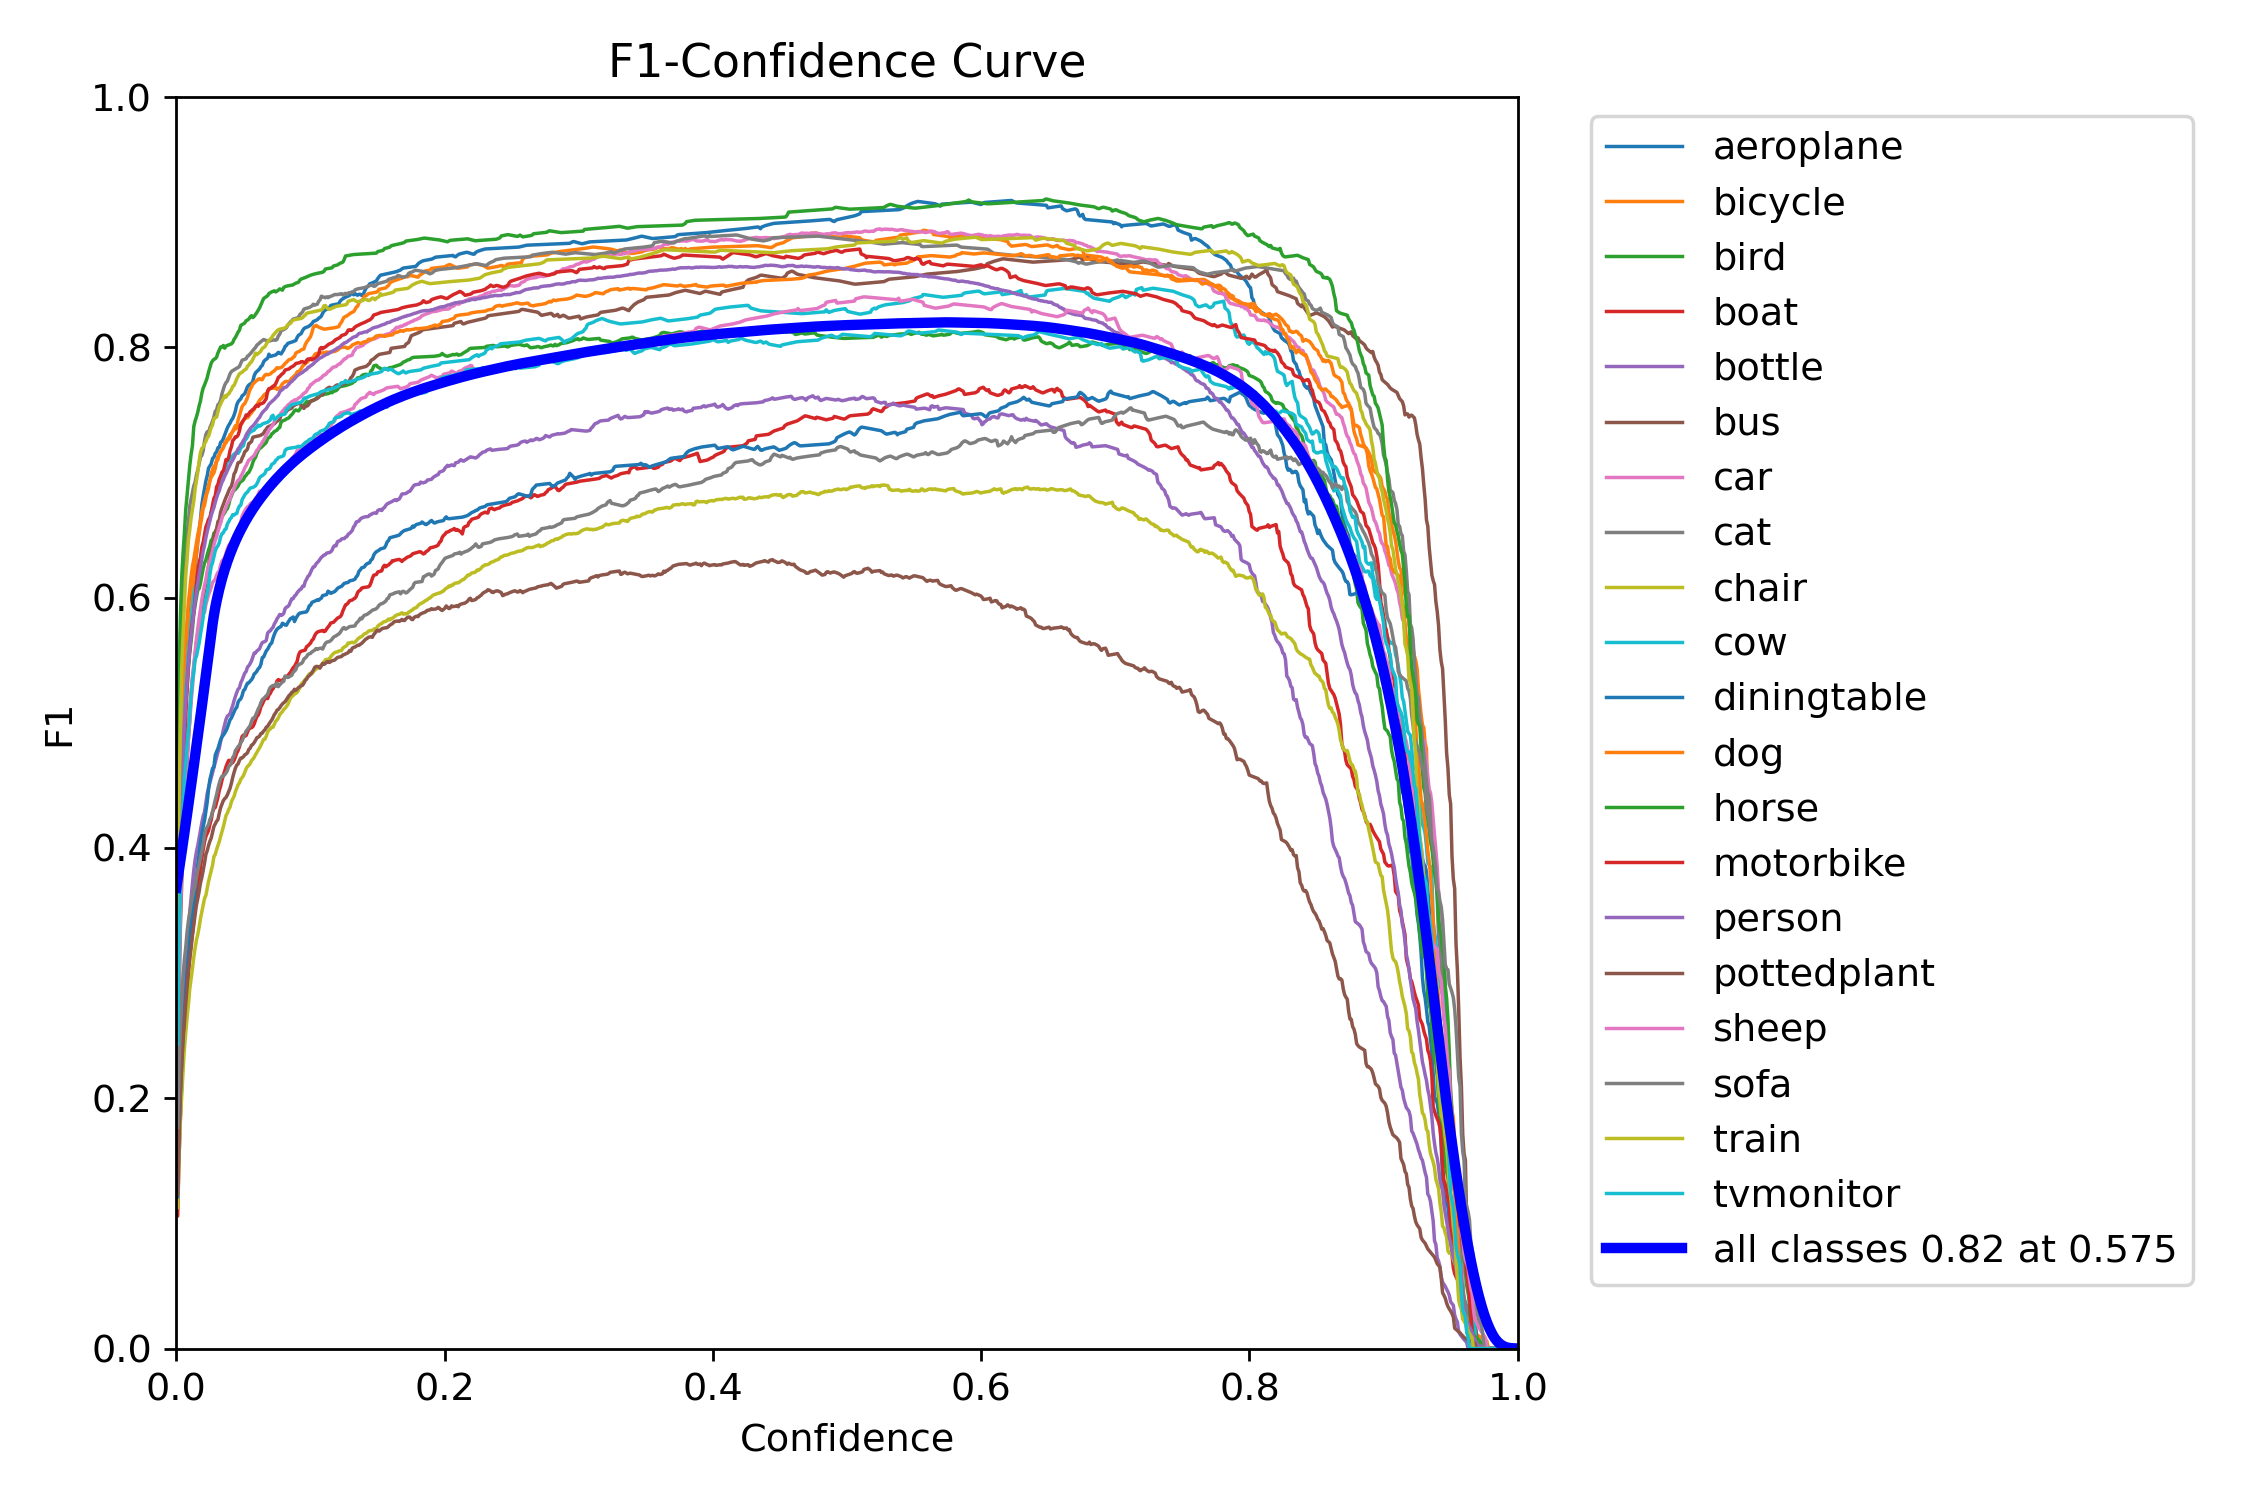 F1-Confidence Curve
1.0
0.8
0.6
0.4
0.2
0.0
F1
0.0 0.2 0.4 0.6 0.8 1.0
Confidence
aeroplane
bicycle
bird
boat
bottle
bus
car
cat
chair
cow
diningtable
dog
horse
motorbike
person
pottedplant
sheep
sofa
train
tvmonitor
all classes 0.82 at 0.575